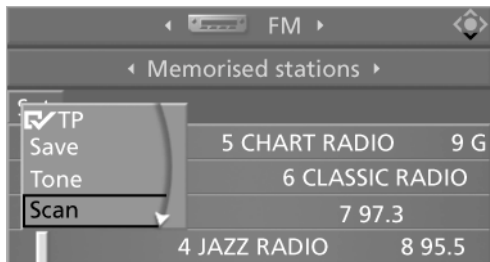 FM
Memorised stations
TP
Save
5 CHART RADIO 9 G
Tone
6 CLASSIC RADIO
Scan
7 97.3
4 JAZZ RADIO 8 95.5